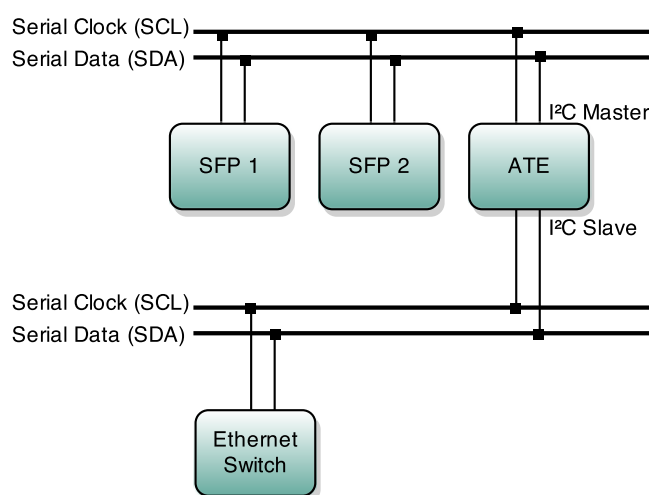 Serial Clock (SCL)
Serial Data (SDA)
I²C Master
SFP 1
SFP 2
ATE
I²C Slave
Serial Clock (SCL)
Serial Data (SDA)
Ethernet
Switch